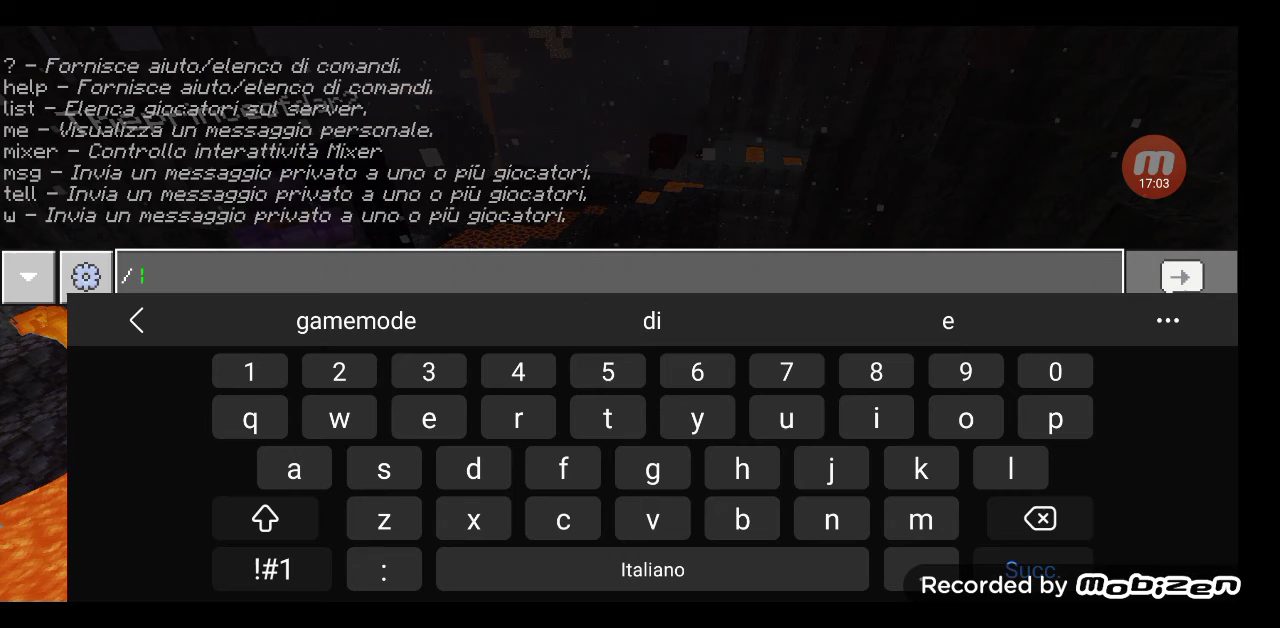 ? - Fornisce aiuto/elenco di comandi.
help - Fornisce aiuto/elenco di comandi.
list - Elenca giocatori sul server.
me - Visualizza un messaggio personale.
mixer - Controllo interattività Mixer
msg - Invia un messaggio privato a uno o più giocatori.
tell - Invia un messaggio privato a uno o più giocatori.
w - Invia un messaggio privato a uno o più giocatori.
M
17:03
/
gamemode di e ...
1 2 3 4 5 6 7 8 9 0
q w e r t y u i o p
a s d f g h j k l
z x c v b n m
!#1 : Italiano Succ.
Recorded by mobizen